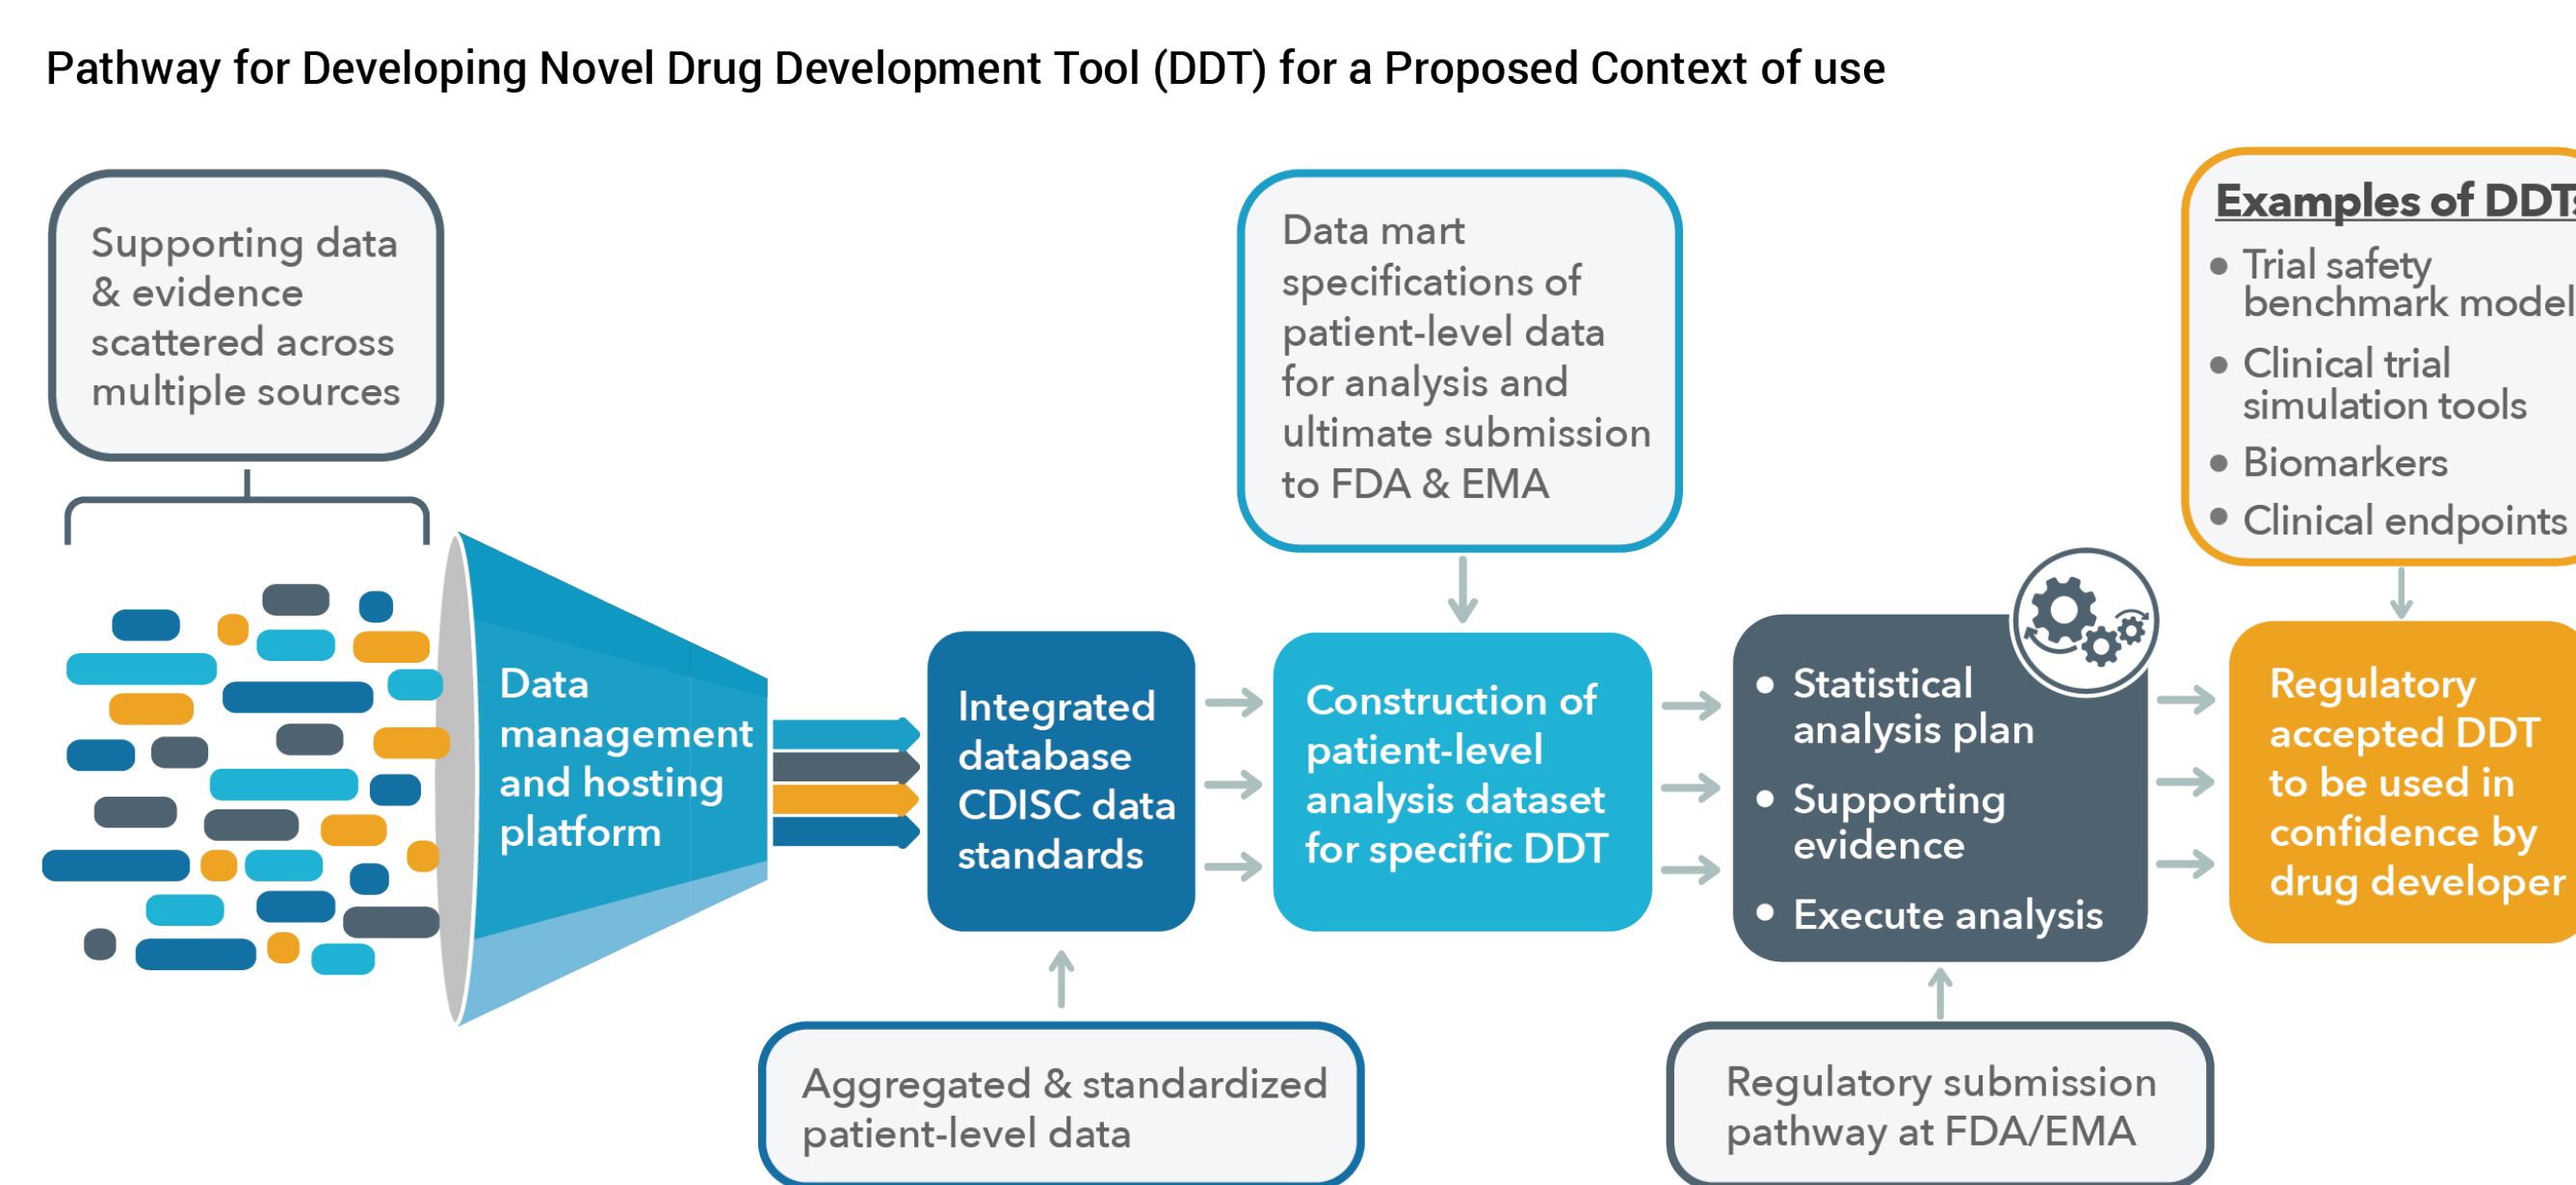 Pathway for Developing Novel Drug Development Tool (DDT) for a Proposed Context of use
Supporting data
& evidence
scattered across
multiple sources
Data
management
and hosting
platform
Integrated
database
CDISC data
standards
Aggregated & standardized
patient-level data
Data mart
specifications of
patient-level data
for analysis and
ultimate submission
to FDA & EMA
Construction of
patient-level
analysis dataset
for specific DDT
• Statistical
analysis plan
• Supporting
evidence
• Execute analysis
Regulatory submission
pathway at FDA/EMA
Examples of DDTs
• Trial safety
benchmark model
• Clinical trial
simulation tools
• Biomarkers
• Clinical endpoints
Regulatory
accepted DDT
to be used in
confidence by
drug developer